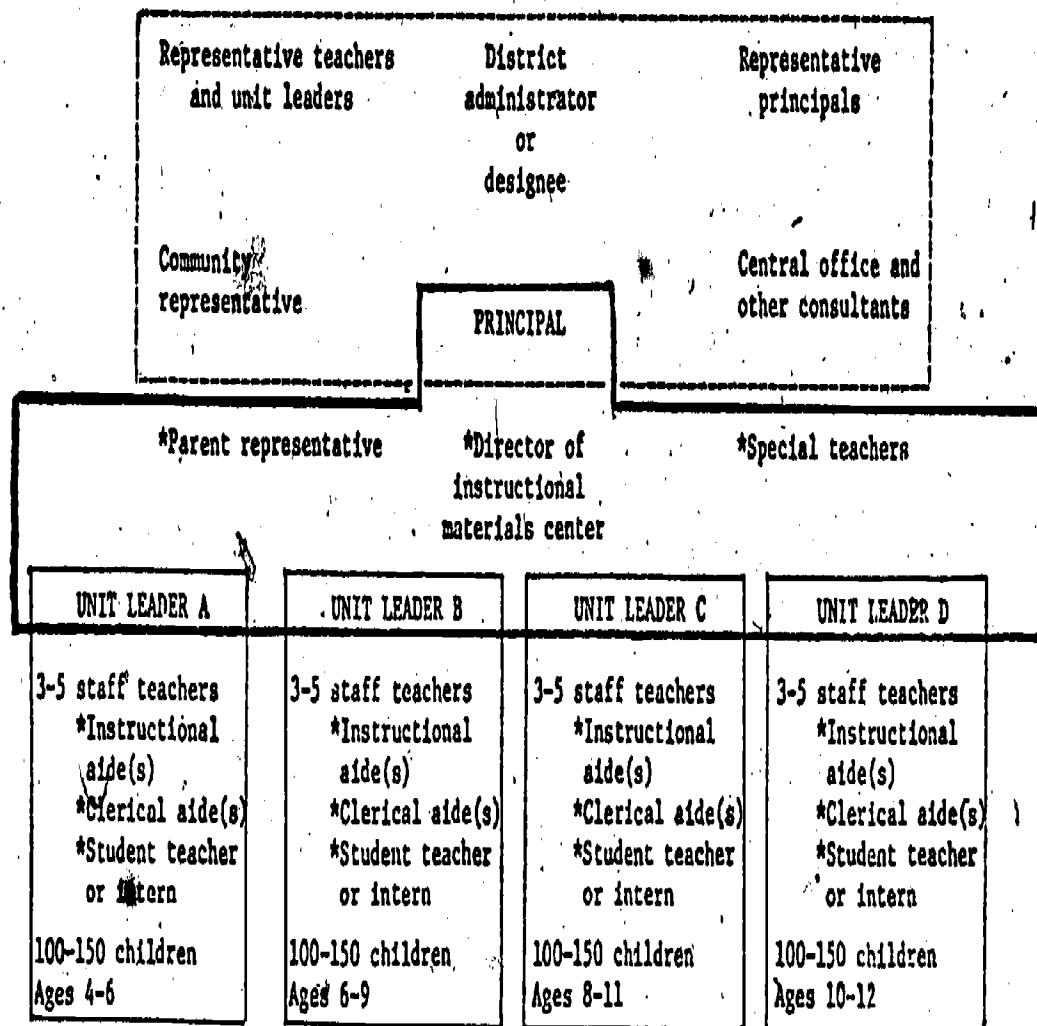 Representative teachers
and unit leaders
District
administrator
or
designee
Representative
principals
Community
representative
Central office and
other consultants
PRINCIPAL
*Parent representative
*Director of
instructional
materials center
*Special teachers
UNIT LEADER A
3-5 staff teachers
*Instructional
aide(s)
*Clerical aide(s)
*Student teacher
or intern
100-150 children
Ages 4-6
UNIT LEADER B
3-5 staff teachers
*Instructional
aide(s)
*Clerical aide(s)
*Student teacher
or intern
100-150 children
Ages 6-9
UNIT LEADER C
3-5 staff teachers
*Instructional
aide(s)
*Clerical aide(s)
*Student teacher
or intern
100-150 children
Ages 8-11
UNIT LEADER D
3-5 staff teachers
*Instructional
aide(s)
*Clerical aide(s)
*Student teacher
or intern
100-150 children
Ages 10-12